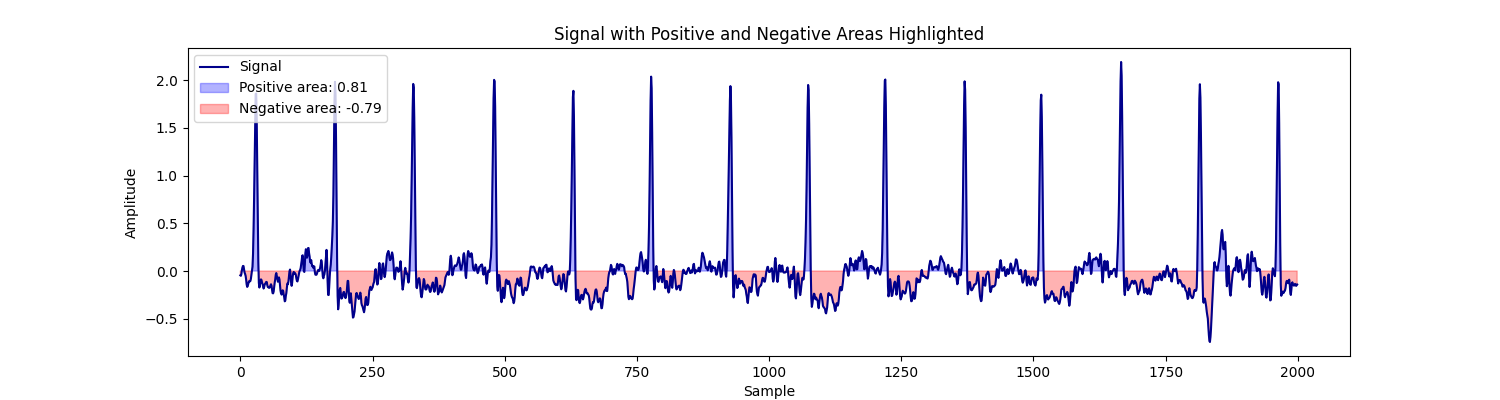 Signal with Positive and Negative Areas Highlighted
Signal
Positive area: 0.81
Negative area: -0.79
Amplitude
2.0
1.5
1.0
0.5
0.0
−0.5
0 250 500 750 1000 1250 1500 1750 2000
Sample